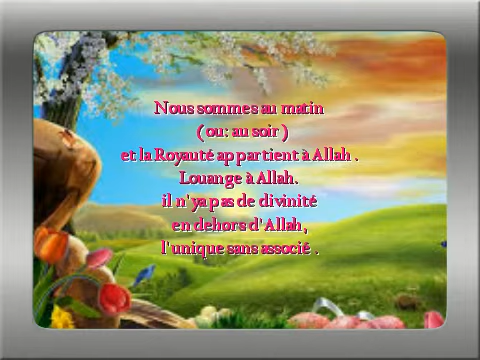 Nous sommes au matin
( ou: au soir )
et la Royauté appartient à Allah .
Louange à Allah.
il n'ya pas de divinité
en dehors d'Allah,
l'unique sans associé .